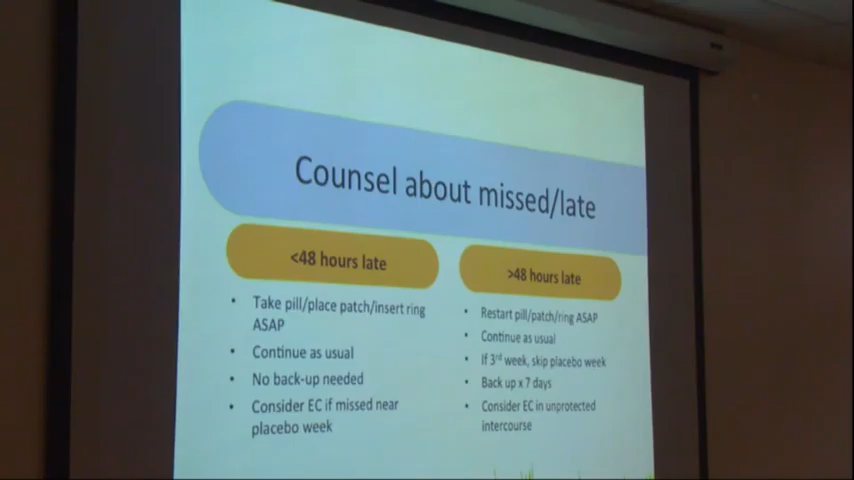 Counsel about missed/late
<48 hours late
• Take pill/place patch/insert ring
ASAP
• Continue as usual
• No back-up needed
• Consider EC if missed near
placebo week
>48 hours late
• Restart pill/patch/ring ASAP
• Continue as usual
• If 3rd week, skip placebo week
• Back up x 7 days
• Consider EC in unprotected
intercourse